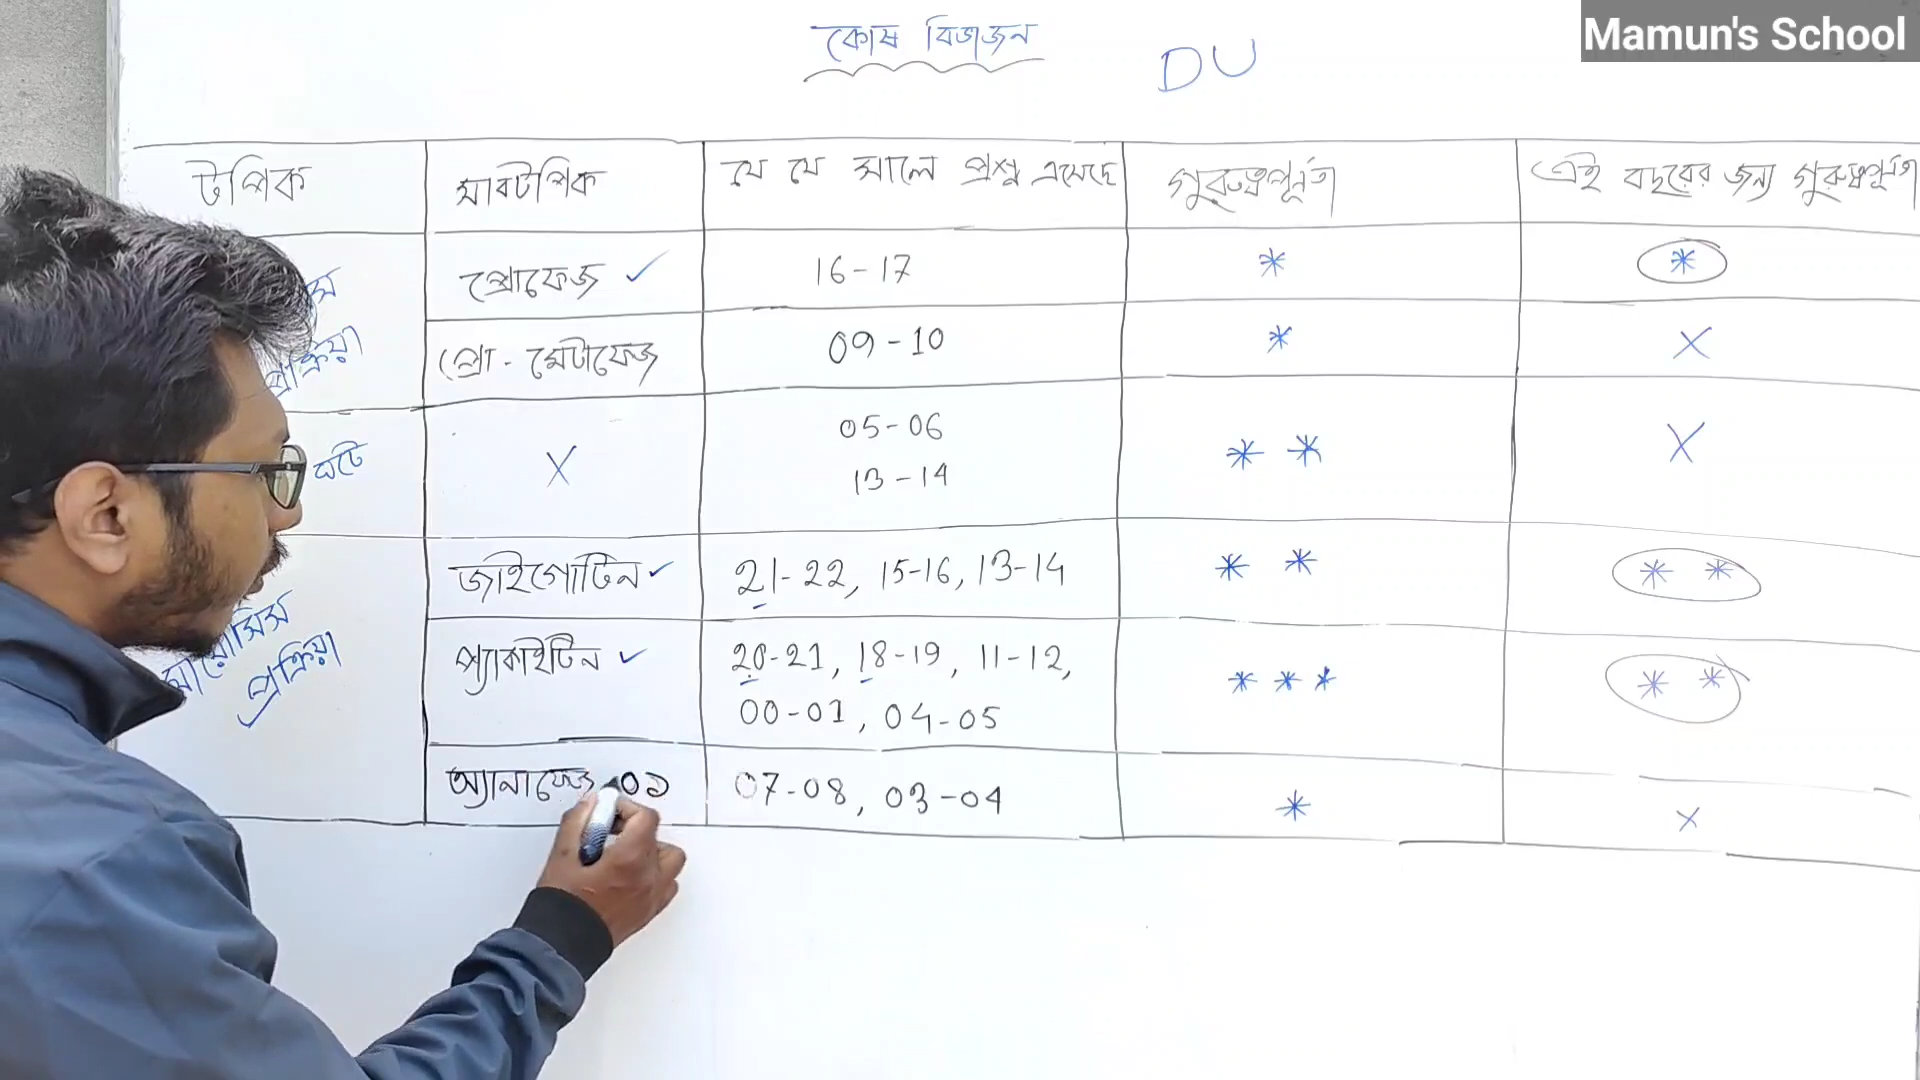 Mamun's School
কোষ বিভাজন
DU
টপিক সাবটপিক যে যে সালে প্রশ্ন এসেছে গুরুত্বপূর্ণতা এই বছরের জন্য গুরুত্বপূর্ণতা
প্রোফেজ ✓ 16-17 * *
প্রক্রিয়া প্রো-মেটাফেজ 09-10 * X
ঘটে X 05-06 * * X
13-14
জাইগোটিন ✓ 21-22, 15-16, 13-14 * * * *
মায়োসিস প্রক্রিয়া প্যাকাইটিন ✓ 20-21, 18-19, 11-12, * * * * *
00-01, 04-05
অ্যানাফেজ-০১ 07-08, 03-04 * X